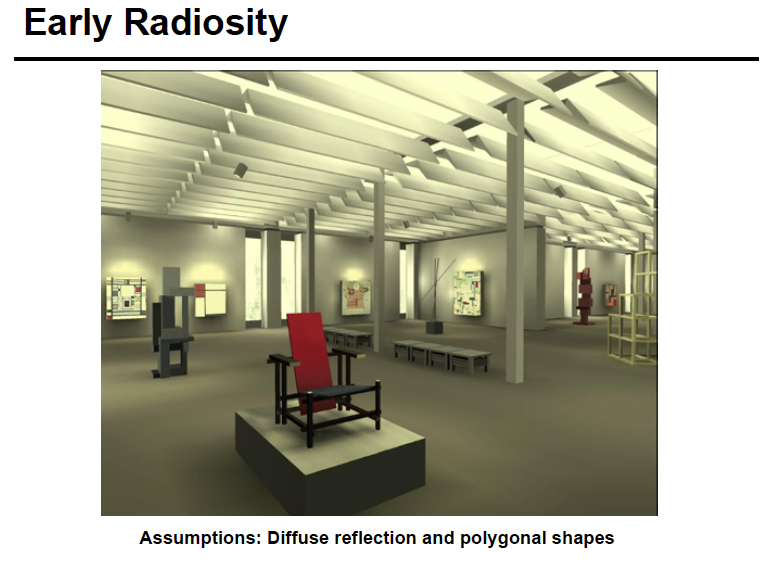 Early Radiosity
Assumptions: Diffuse reflection and polygonal shapes